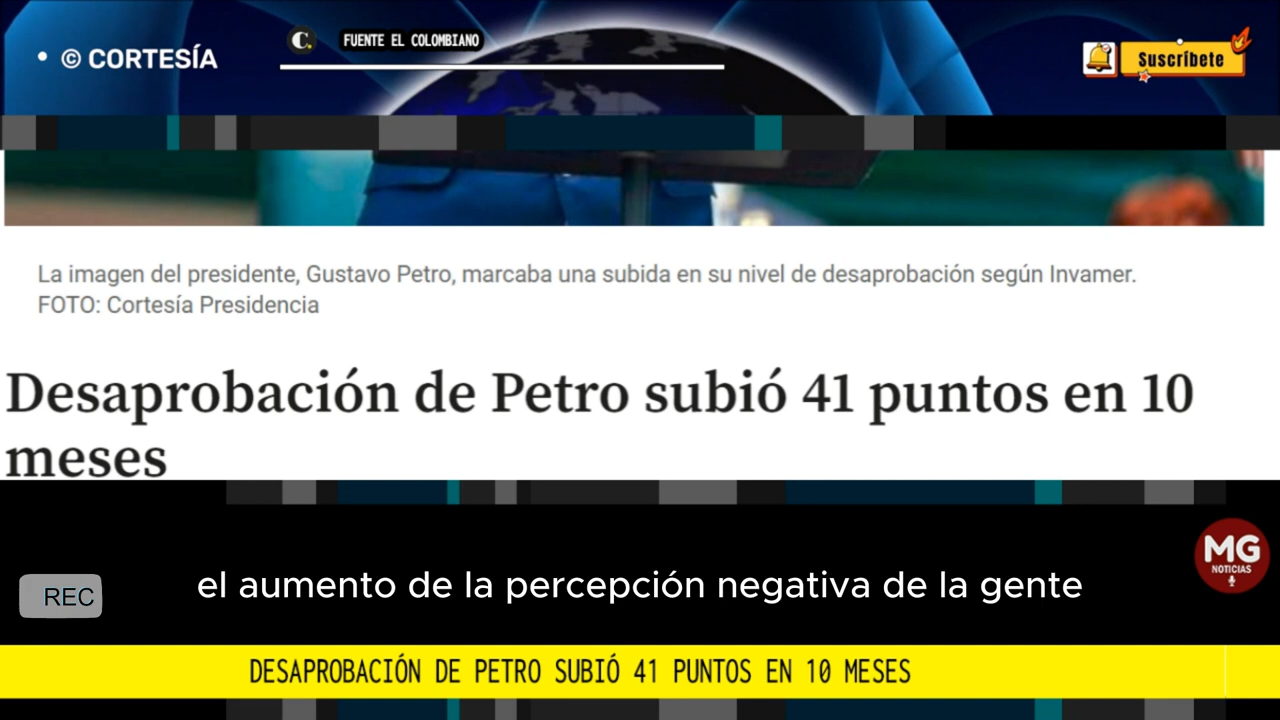 • © CORTESÍA
C.
FUENTE EL COLOMBIANO
Suscríbete
La imagen del presidente, Gustavo Petro, marcaba una subida en su nivel de desaprobación según Invamer.
FOTO: Cortesía Presidencia
Desaprobación de Petro subió 41 puntos en 10
meses
MG
NOTICIAS
REC
el aumento de la percepción negativa de la gente
DESAPROBACIÓN DE PETRO SUBIÓ 41 PUNTOS EN 10 MESES